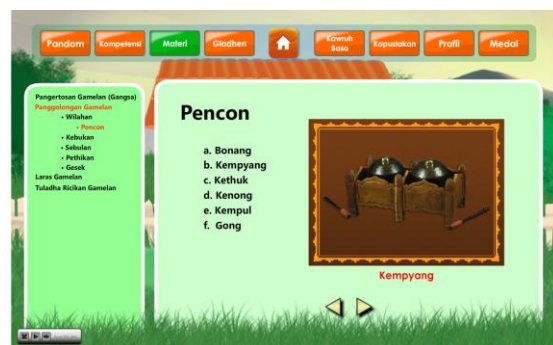 Pandom
Kompetensi
Materi
Gladhen
Kawruh
Basa
Kapustakan
Profil
Medal
Pangertosan Gamelan (Gangsa)
Panggolongan Gamelan
• Wilahan
• Pencon
• Kebukan
• Sebulan
• Pethikan
• Gesek
Laras Gamelan
Tuladha Ricikan Gamelan
Pencon
a. Bonang
b. Kempyang
c. Kethuk
d. Kenong
e. Kempul
f. Gong
Kempyang